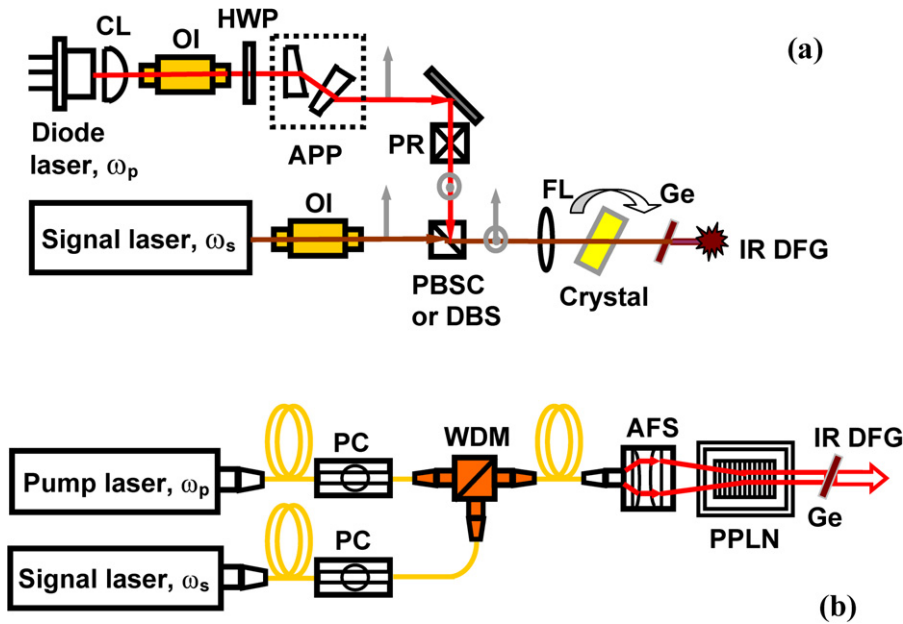 (a)
CL
OI
HWP
Diode
laser, ωp
APP
PR
OI
Signal laser, ωs
PBSC
or DBS
FL
Ge
Crystal
IR DFG
PC
WDM
AFS
IR DFG
Pump laser, ωp
PC
Ge
PPLN
Signal laser, ωs
(b)